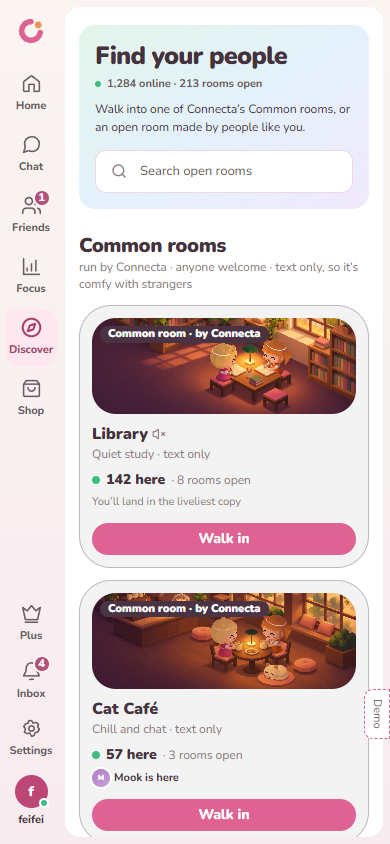 Home
Chat
1
Friends
Focus
Discover
Shop
Plus
4
Inbox
Settings
f
feifei
Find your people
1,284 online · 213 rooms open
Walk into one of Connecta's Common rooms, or
an open room made by people like you.
Search open rooms
Common rooms
run by Connecta · anyone welcome · text only, so it's
comfy with strangers
Common room · by Connecta
Library
Quiet study · text only
142 here · 8 rooms open
You'll land in the liveliest copy
Walk in
Common room · by Connecta
Cat Café
Chill and chat · text only
57 here · 3 rooms open
M Mook is here
Walk in
Demo